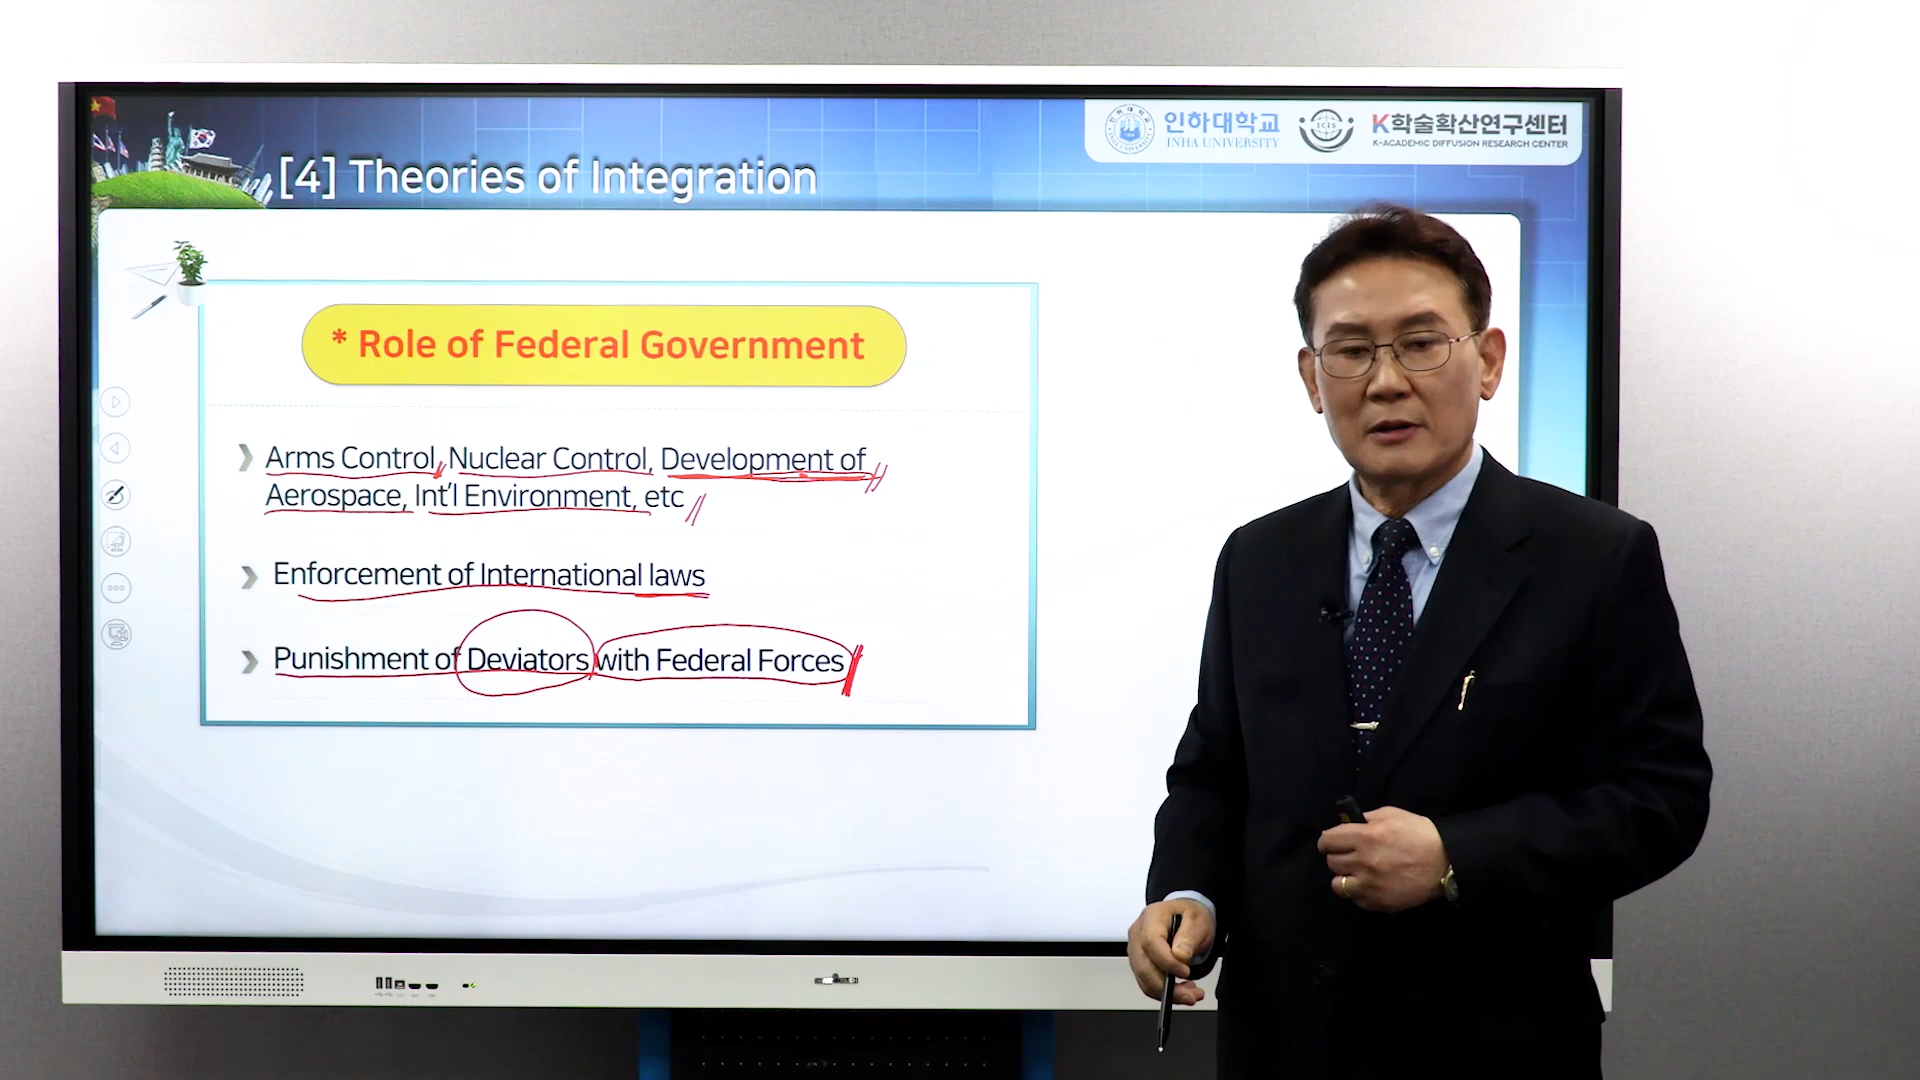 인하대학교
INHA UNIVERSITY
ICIS
K학술확산연구센터
K-ACADEMIC DIFFUSION RESEARCH CENTER
[4] Theories of Integration
* Role of Federal Government
Arms Control, Nuclear Control, Development of
Aerospace, Int'l Environment, etc
Enforcement of International laws
Punishment of Deviators with Federal Forces